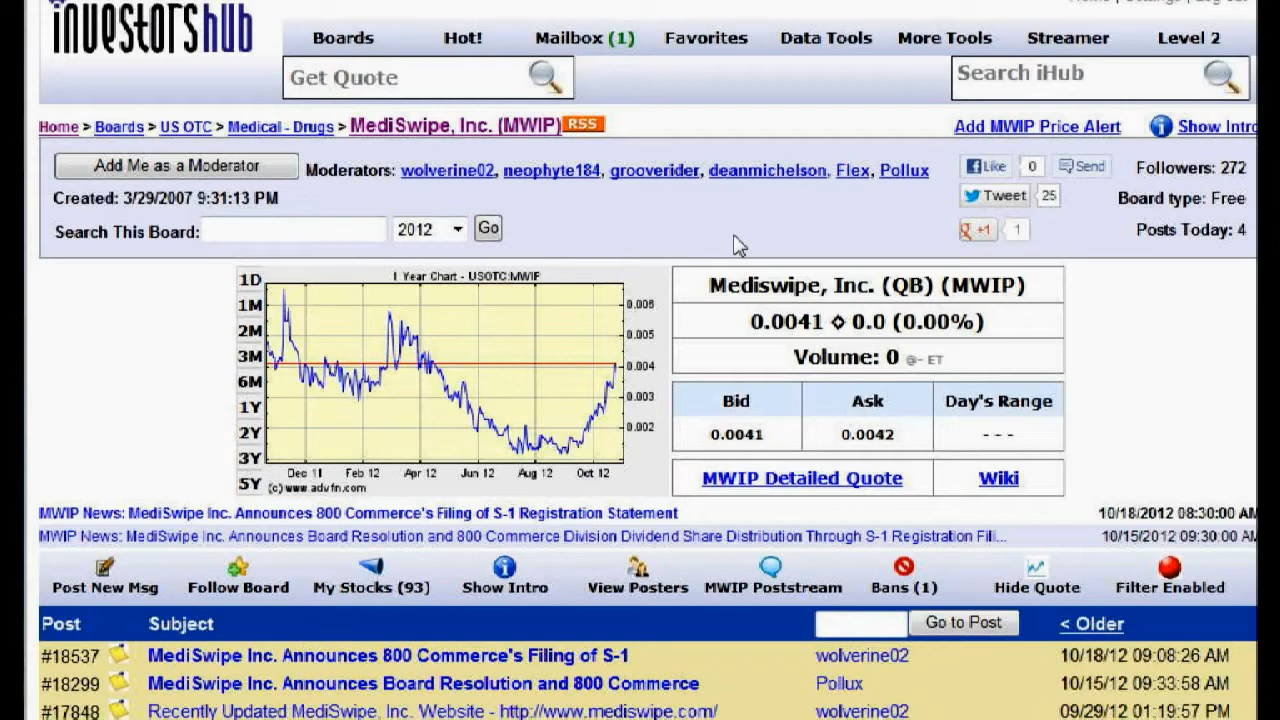 investorshub
Boards Hot! Mailbox (1) Favorites Data Tools More Tools Streamer Level 2
Get Quote Search iHub
Home > Boards > US OTC > Medical - Drugs > MediSwipe, Inc. (MWIP) RSS Add MWIP Price Alert Show Intro
Add Me as a Moderator Moderators: wolverine02, neophyte184, grooverider, deanmichelson, Flex, Pollux Like 0 Send Followers: 272
Created: 3/29/2007 9:31:13 PM Tweet 25 Board type: Free
Search This Board: 2012 Go +1 1 Posts Today: 4
1 Year Chart - USOTC:MWIP
1D
1M
2M
3M
6M
1Y
2Y
3Y
5Y
0.006
0.005
0.004
0.003
0.002
Dec 11 Feb 12 Apr 12 Jun 12 Aug 12 Oct 12
(c) www.advfn.com
Mediswipe, Inc. (QB) (MWIP)
0.0041 0.0 (0.00%)
Volume: 0 @- ET
Bid Ask Day's Range
0.0041 0.0042 - - -
MWIP Detailed Quote Wiki
MWIP News: MediSwipe Inc. Announces 800 Commerce's Filing of S-1 Registration Statement 10/18/2012 08:30:00 AM
MWIP News: MediSwipe Inc. Announces Board Resolution and 800 Commerce Division Dividend Share Distribution Through S-1 Registration Fili... 10/15/2012 09:30:00 AM
Post New Msg Follow Board My Stocks (93) Show Intro View Posters MWIP Poststream Bans (1) Hide Quote Filter Enabled
Post Subject Go to Post < Older
#18537 MediSwipe Inc. Announces 800 Commerce's Filing of S-1 wolverine02 10/18/12 09:08:26 AM
#18299 MediSwipe Inc. Announces Board Resolution and 800 Commerce Pollux 10/15/12 09:33:58 AM
#17848 Recently Updated MediSwipe, Inc. Website - http://www.mediswipe.com/ wolverine02 09/29/12 01:19:57 PM